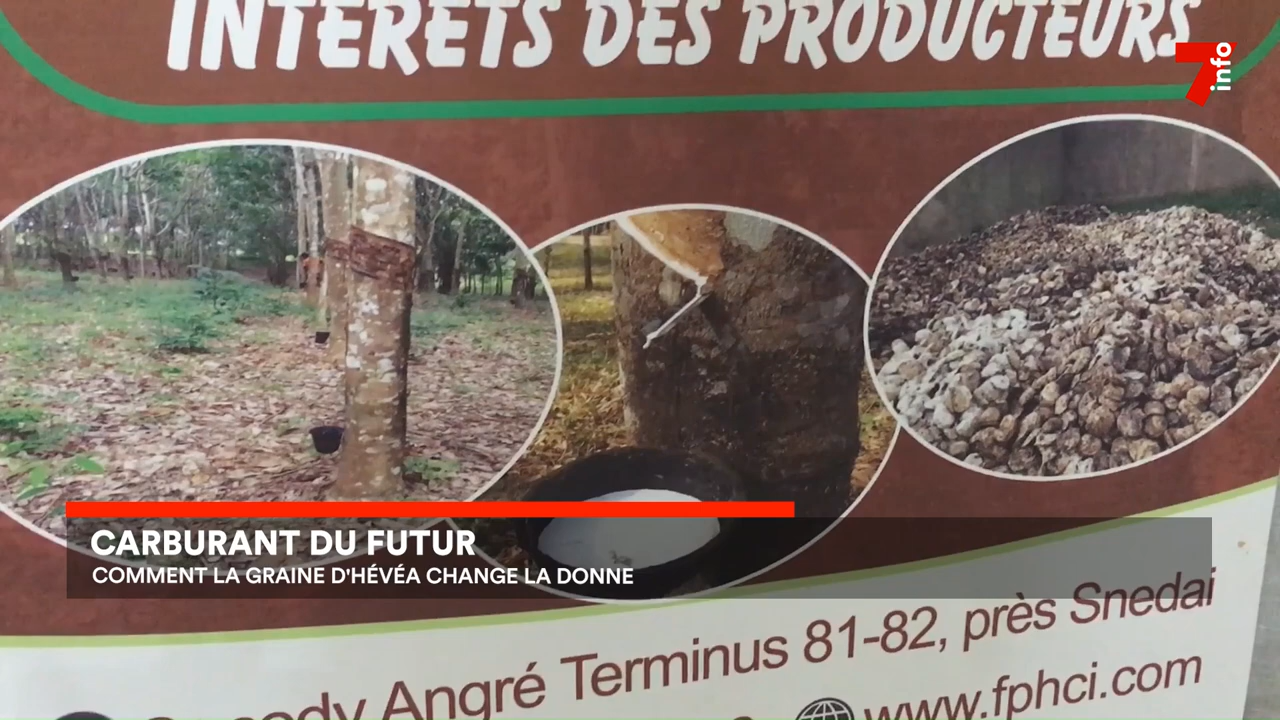 INTÉRÊTS DES PRODUCTEURS
7info
CARBURANT DU FUTUR
COMMENT LA GRAINE D'HÉVÉA CHANGE LA DONNE
Angré Terminus 81-82, près Snedai
www.fphci.com